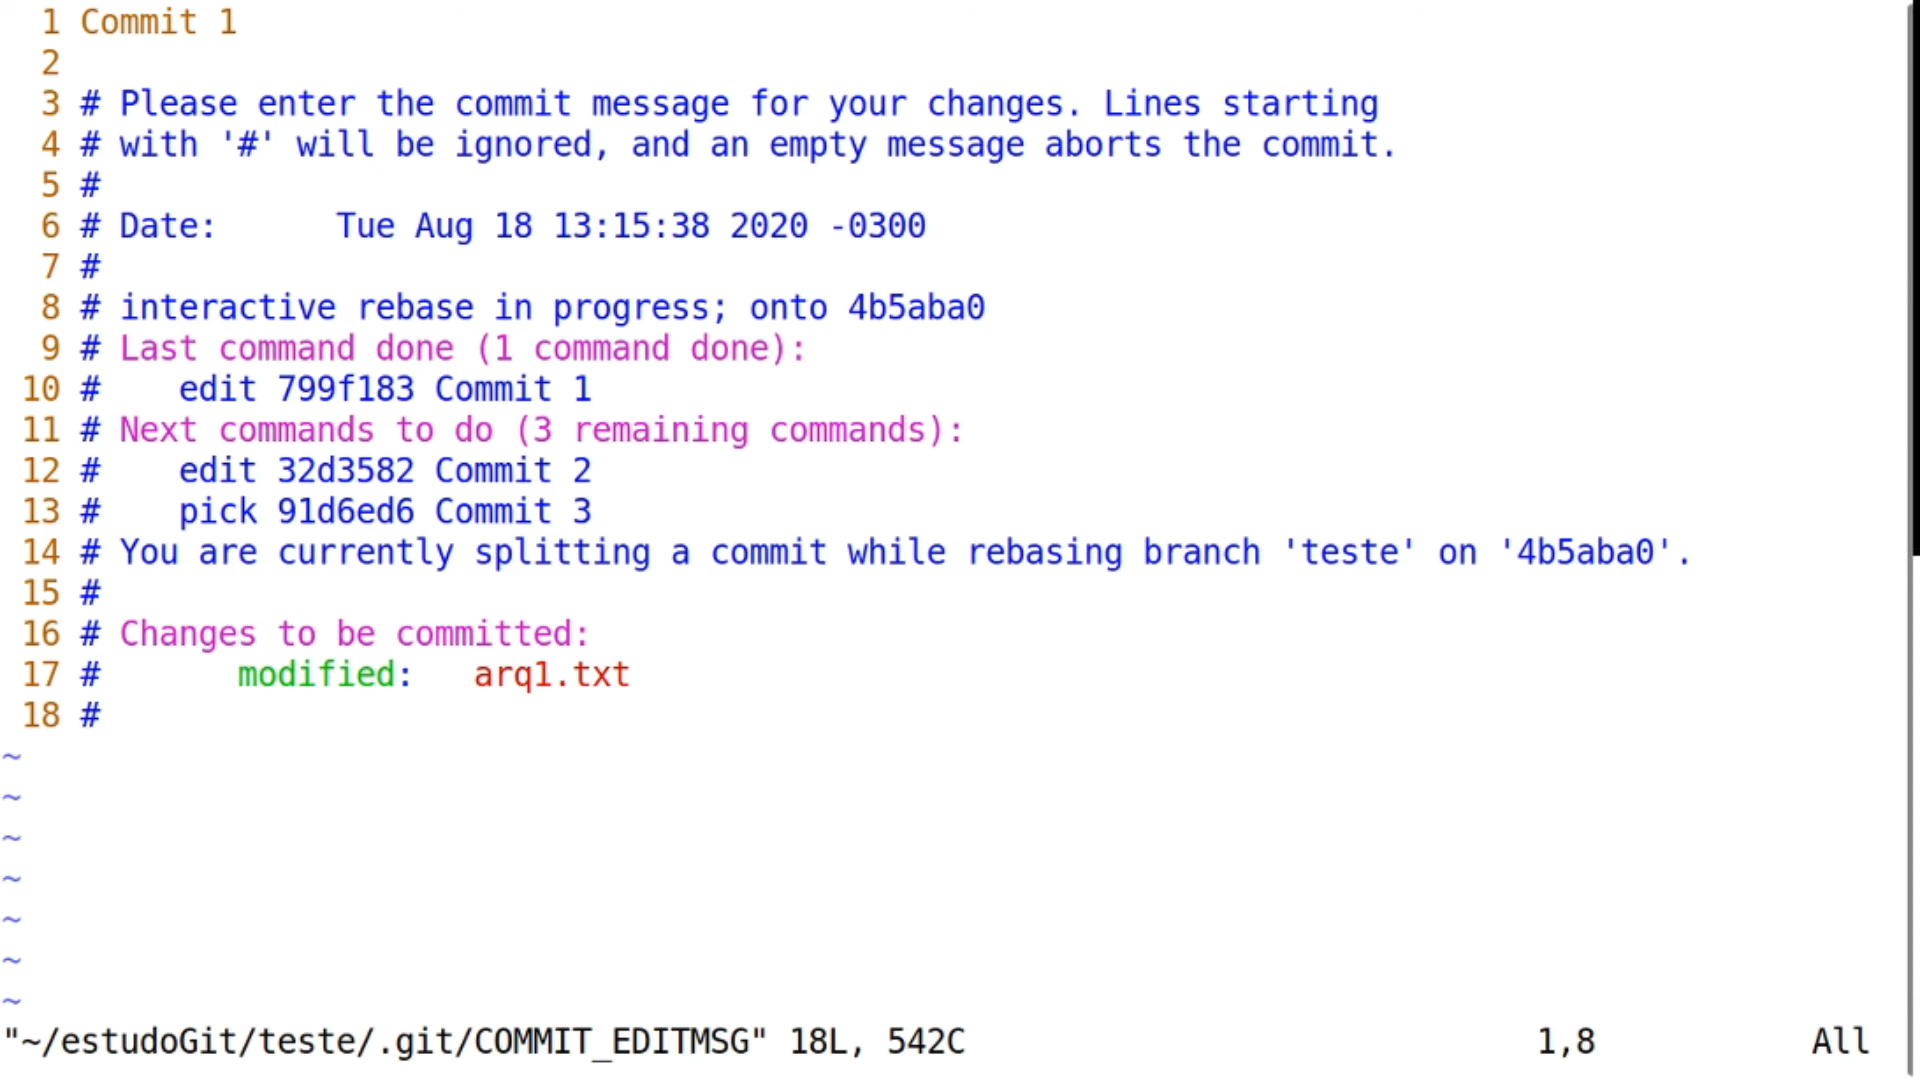 1 Commit 1
2
3 # Please enter the commit message for your changes. Lines starting
4 # with '#' will be ignored, and an empty message aborts the commit.
5 #
6 # Date:      Tue Aug 18 13:15:38 2020 -0300
7 #
8 # interactive rebase in progress; onto 4b5aba0
9 # Last command done (1 command done):
10 #    edit 799f183 Commit 1
11 # Next commands to do (3 remaining commands):
12 #    edit 32d3582 Commit 2
13 #    pick 91d6ed6 Commit 3
14 # You are currently splitting a commit while rebasing branch 'teste' on '4b5aba0'.
15 #
16 # Changes to be committed:
17 #       modified:   arq1.txt
18 #
~
~
~
~
~
~
~
"~/estudoGit/teste/.git/COMMIT_EDITMSG" 18L, 542C 1,8 All